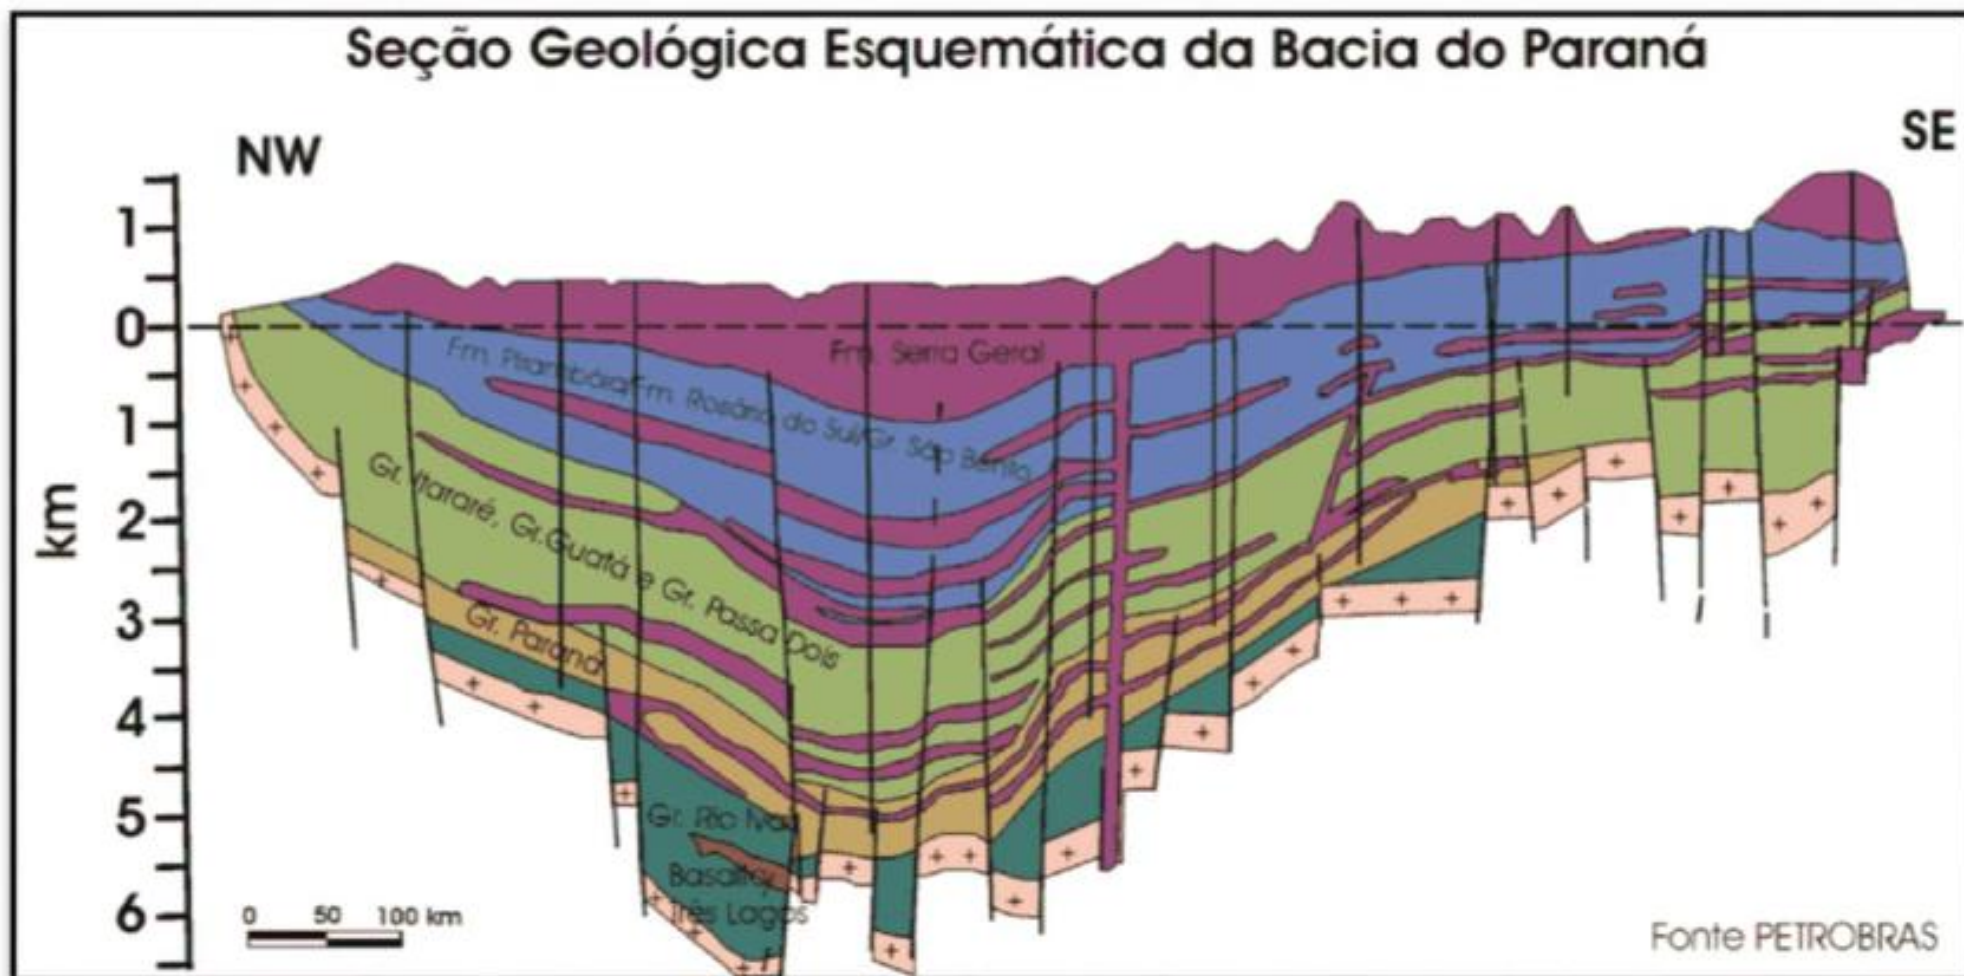 Seção Geológica Esquemática da Bacia do Paraná
NW
SE
1
0
1
2
3
4
5
6
km
Fm. Serra Geral
Fm. Pirambóia/Fm. Rosário do Sul/Gr. São Bento
Gr. Itararé, Gr. Guatá e Gr. Passa Dois
Gr. Paraná
Gr. Rio Ivaí
Basalto
Três Lagos
0 50 100 km
Fonte PETROBRAS